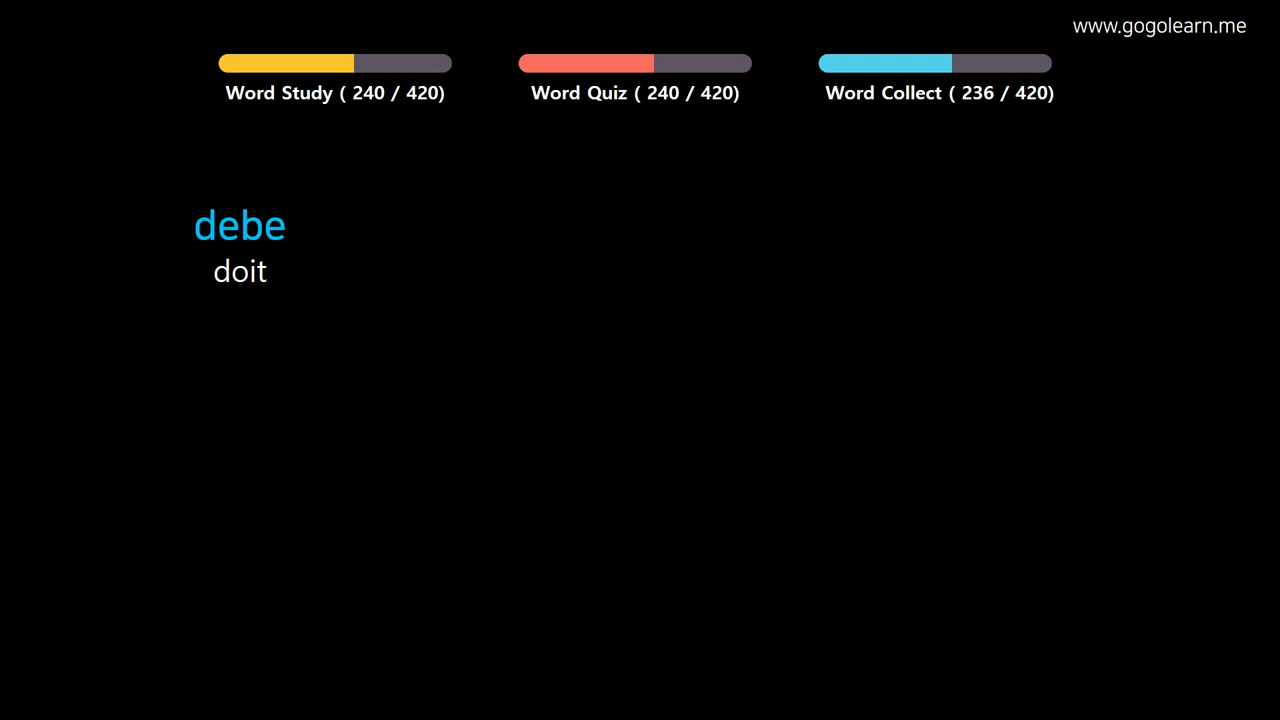 www.gogolearn.me
Word Study ( 240 / 420)
Word Quiz ( 240 / 420)
Word Collect ( 236 / 420)
debe
doit